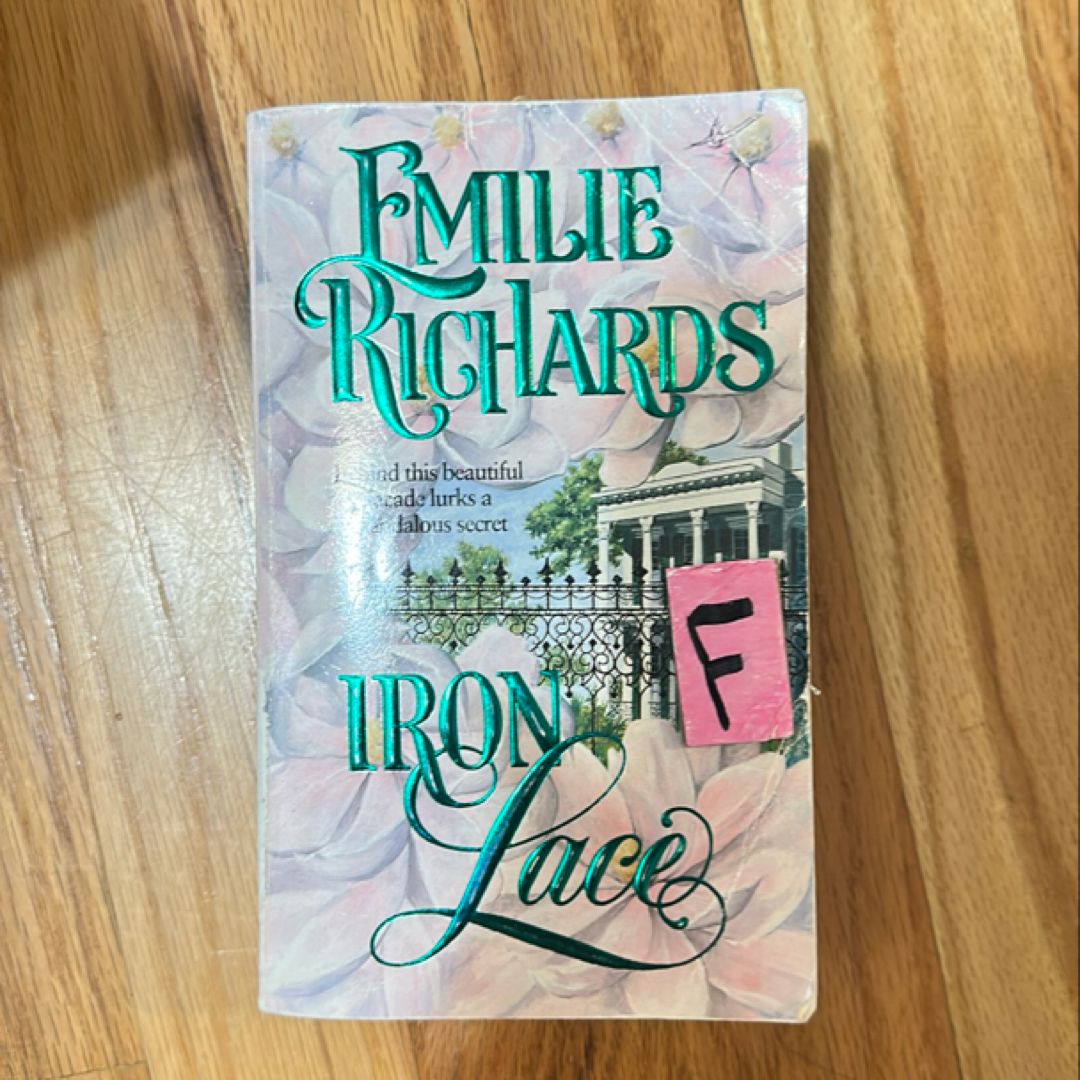 EMILIE
RICHARDS
this beautiful
lurks a
secret
F
IRON
Lace